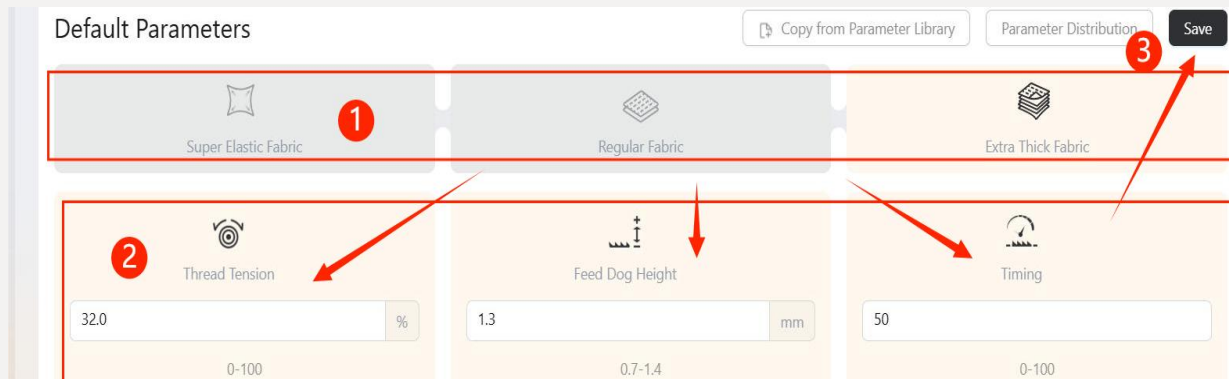 Default Parameters
Copy from Parameter Library
Parameter Distribution
Save
3
1
Super Elastic Fabric
Regular Fabric
Extra Thick Fabric
2
Thread Tension
Feed Dog Height
Timing
32.0 %
1.3 mm
50
0-100
0.7-1.4
0-100